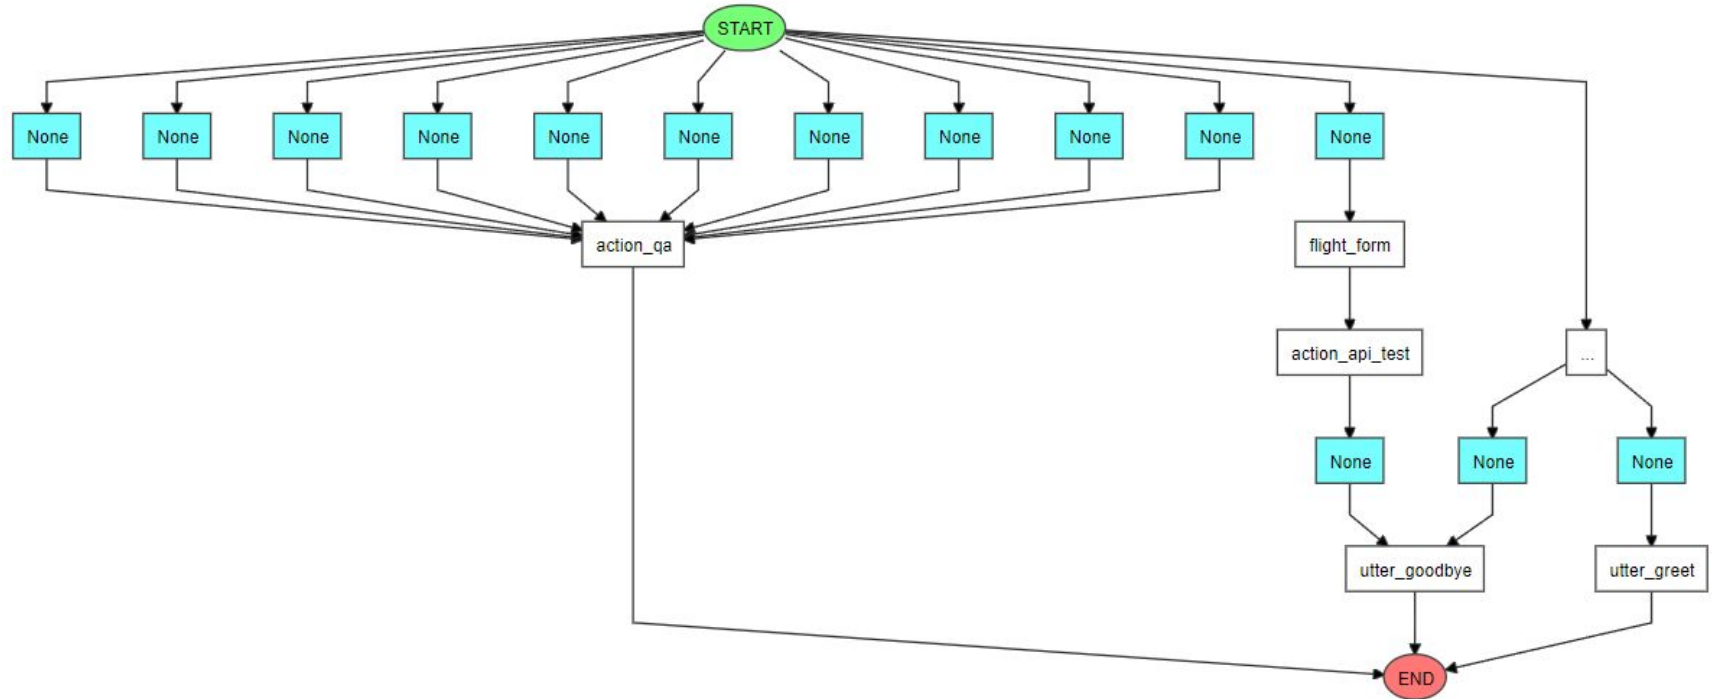 START
None None None None None None None None None None None
action_qa flight_form
action_api_test ...
None None None
utter_goodbye utter_greet
END